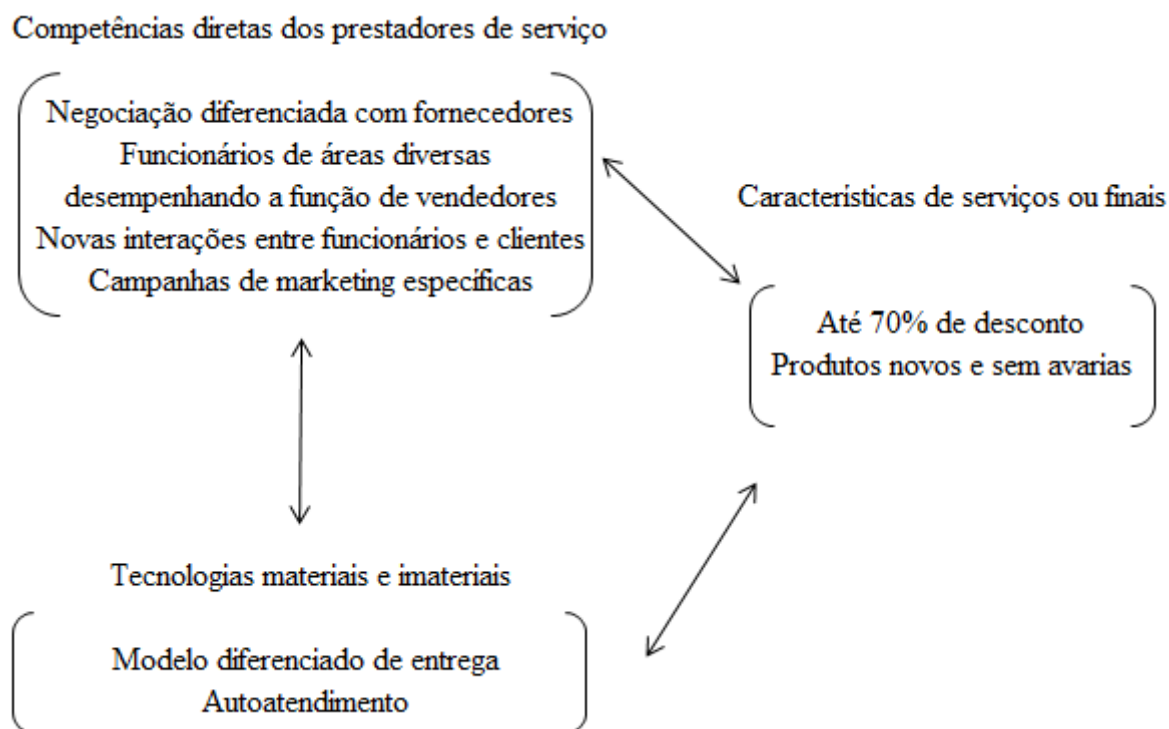 Competências diretas dos prestadores de serviço
Negociação diferenciada com fornecedores
Funcionários de áreas diversas
desempenhando a função de vendedores
Novas interações entre funcionários e clientes
Campanhas de marketing específicas
Características de serviços ou finais
Até 70% de desconto
Produtos novos e sem avarias
Tecnologias materiais e imateriais
Modelo diferenciado de entrega
Autoatendimento